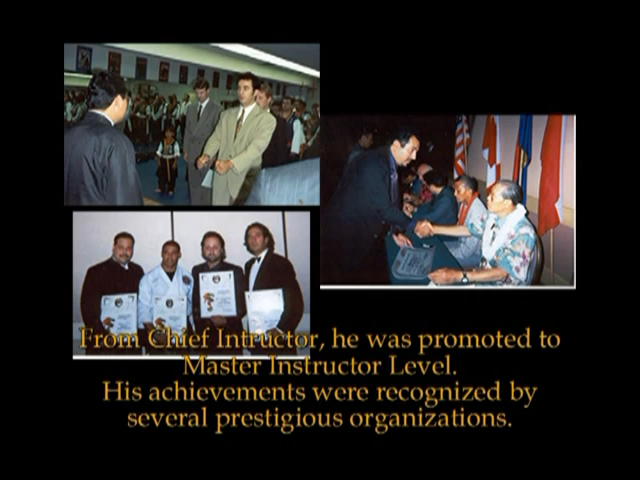 From Chief Intructor, he was promoted to
Master Instructor Level.
His achievements were recognized by
several prestigious organizations.